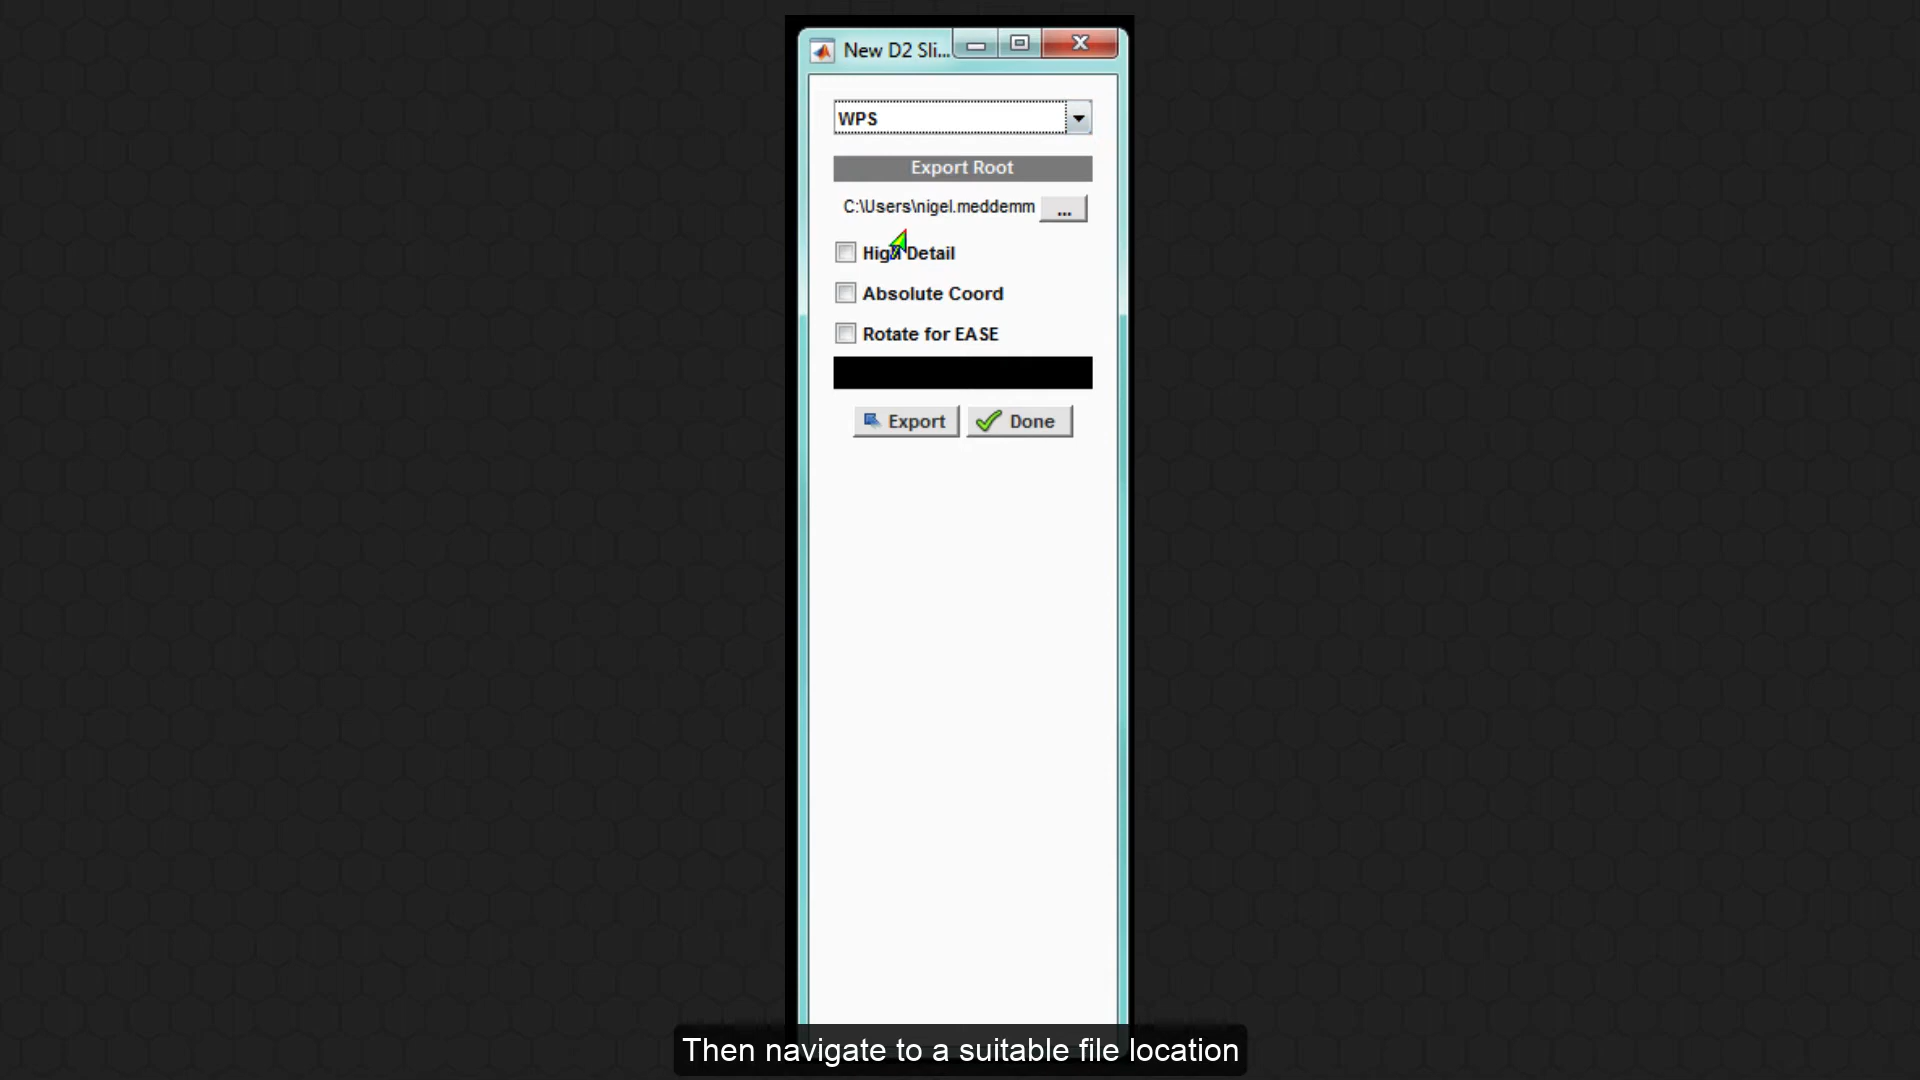 New D2 Sli...
WPS
Export Root
C:\Users\nigel.meddemm
...
High Detail
Absolute Coord
Rotate for EASE
Export
Done
Then navigate to a suitable file location